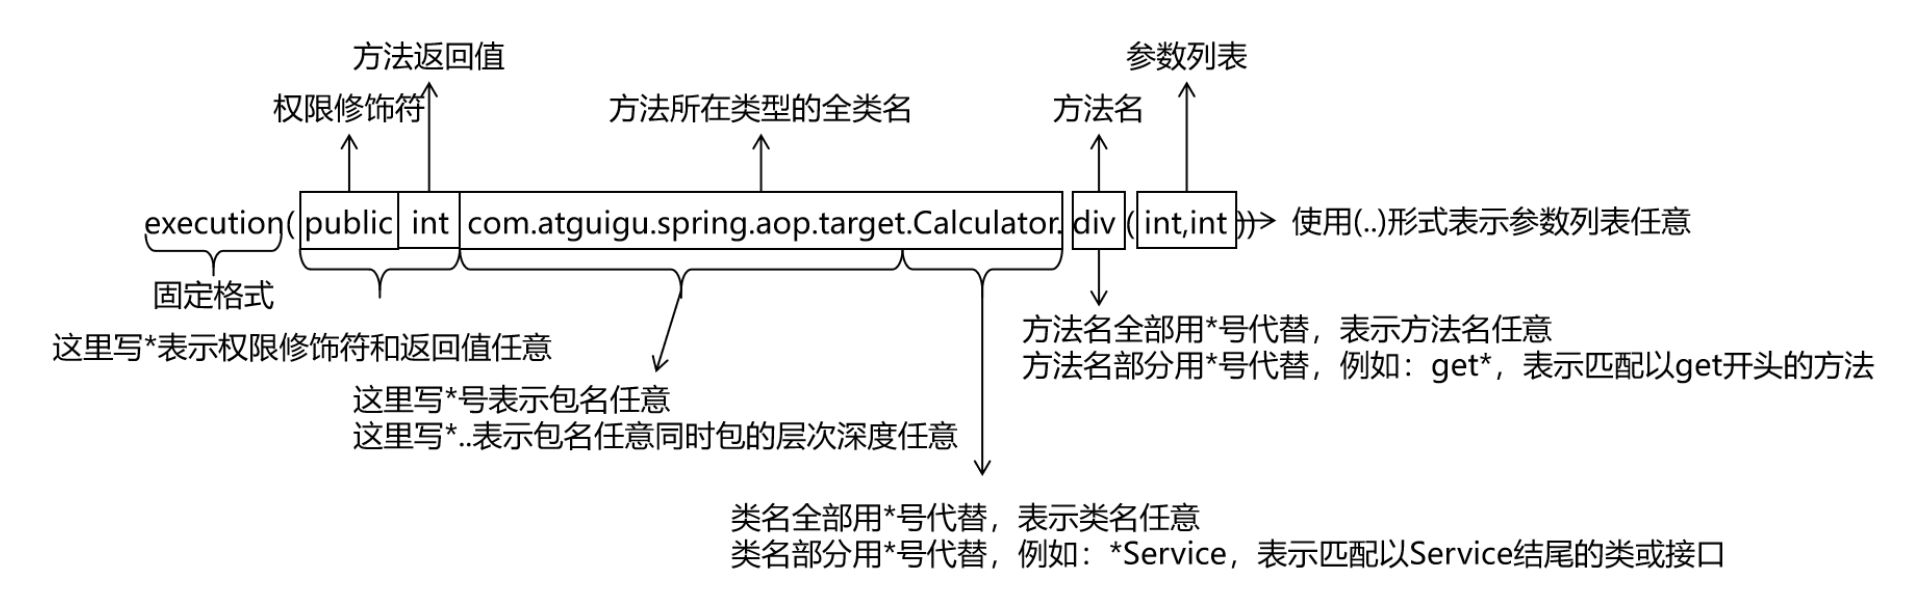 方法返回值
参数列表
权限修饰符
方法所在类型的全类名
方法名
execution(public int com.atguigu.spring.aop.target.Calculator.div(int,int))
使用(..)形式表示参数列表任意
固定格式
这里写*表示权限修饰符和返回值任意
方法名全部用*号代替，表示方法名任意
方法名部分用*号代替，例如：get*，表示匹配以get开头的方法
这里写*号表示包名任意
这里写*..表示包名任意同时包的层次深度任意
类名全部用*号代替，表示类名任意
类名部分用*号代替，例如：*Service，表示匹配以Service结尾的类或接口